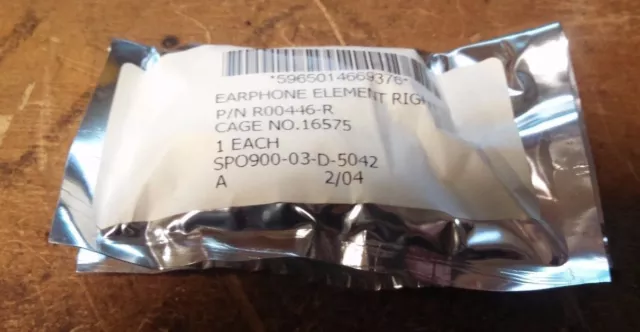 *5965014669376*
EARPHONE ELEMENT RIGH
P/N R00446-R
CAGE NO.16575
1 EACH
SPO900-03-D-5042
A 2/04